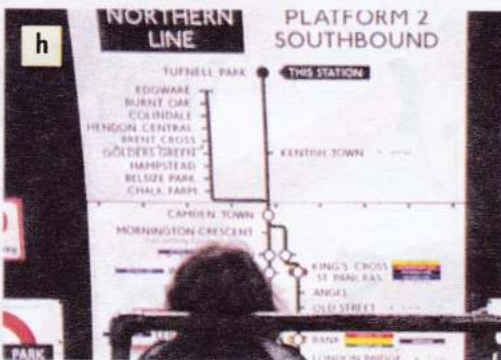 h
NORTHERN
LINE
PLATFORM 2
SOUTHBOUND
TUFNELL PARK
THIS STATION
EDGWARE
BURNT OAK
COLINDALE
HENDON CENTRAL
BRENT CROSS
GOLDERS GREEN
KENTISH TOWN
HAMPSTEAD
BELSIZE PARK
CHALK FARM
CAMDEN TOWN
MORNINGTON CRESCENT
KING'S CROSS
ST PANCRAS
ANGEL
OLD STREET
BANK
LONDON BRIDGE
PARK